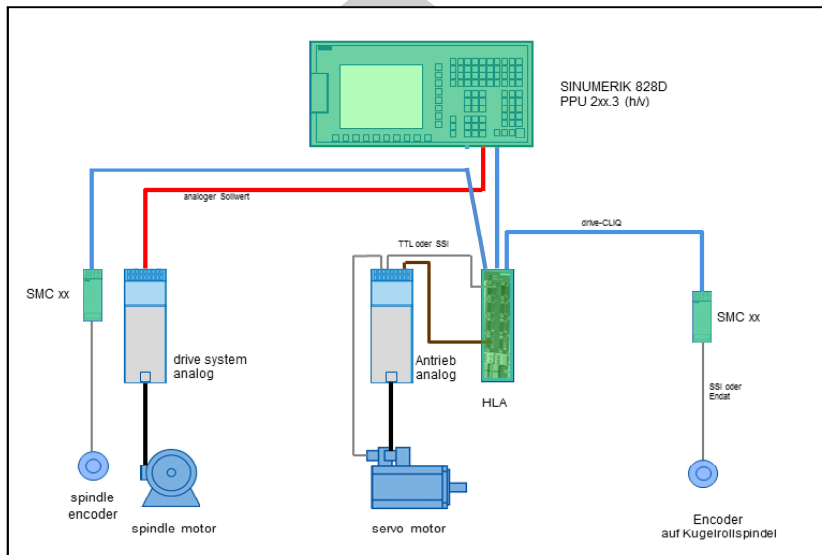 SINUMERIK 828D
PPU 2xx.3 (h/v)
analoger Sollwert
TTL oder SSI
drive-CLIQ
SMC xx
SMC xx
drive system
analog
Antrieb
analog
HLA
SSI oder
Endat
spindle
encoder
spindle motor
servo motor
Encoder
auf Kugelrollspindel